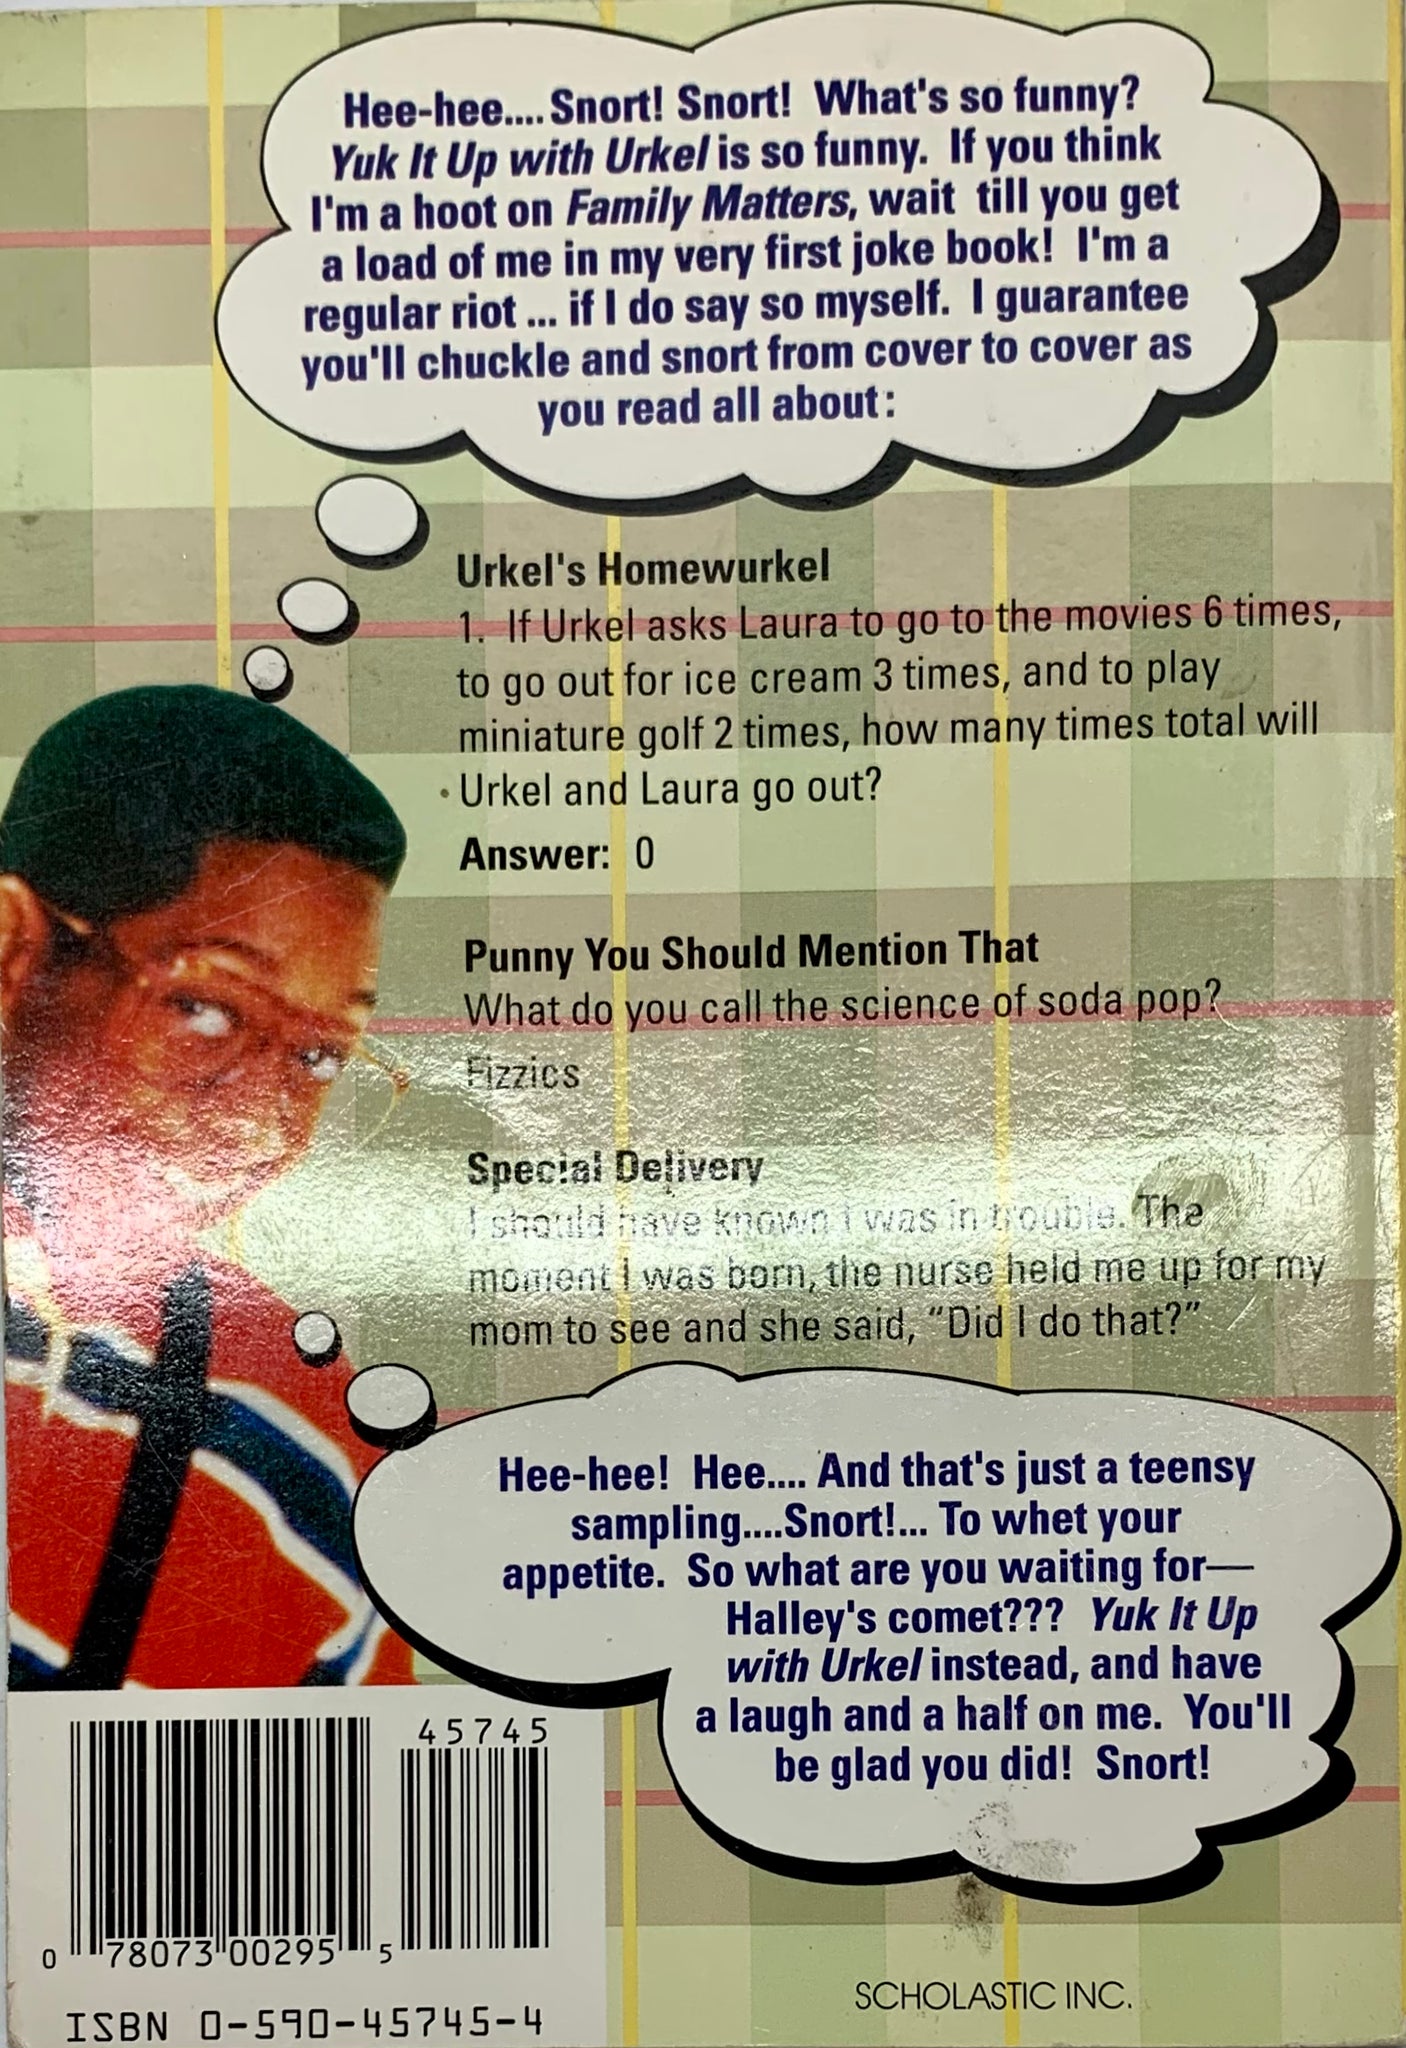 Hee-hee.... Snort! Snort! What's so funny?
Yuk It Up with Urkel is so funny. If you think
I'm a hoot on Family Matters, wait till you get
a load of me in my very first joke book! I'm a
regular riot ... if I do say so myself. I guarantee
you'll chuckle and snort from cover to cover as
you read all about:
Urkel's Homewurkel
1. If Urkel asks Laura to go to the movies 6 times,
to go out for ice cream 3 times, and to play
miniature golf 2 times, how many times total will
Urkel and Laura go out?
Answer: 0
Punny You Should Mention That
What do you call the science of soda pop?
Fizzics
Special Delivery
I should have known I was in trouble. The
moment I was born, the nurse held me up for my
mom to see and she said, "Did I do that?"
Hee-hee! Hee.... And that's just a teensy
sampling....Snort!... To whet your
appetite. So what are you waiting for—
Halley's comet??? Yuk It Up
with Urkel instead, and have
a laugh and a half on me. You'll
be glad you did! Snort!
45745
0 78073 00295 5
ISBN 0-590-45745-4
SCHOLASTIC INC.